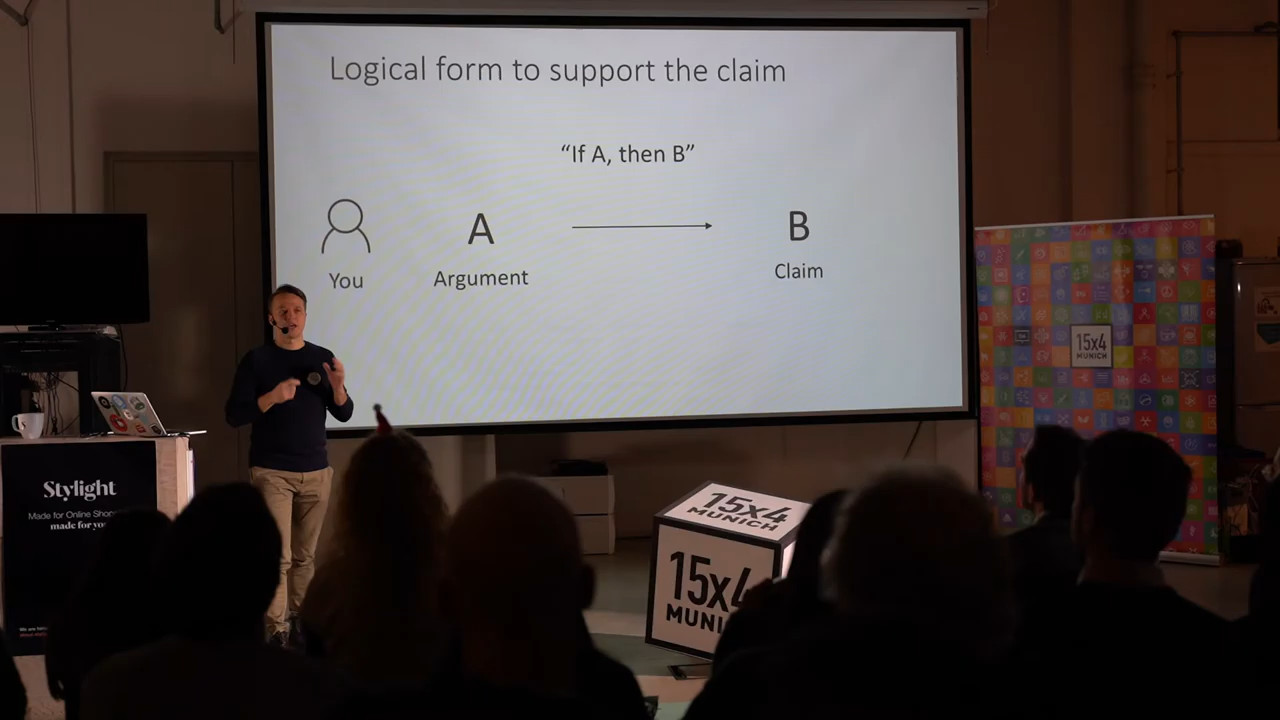 Logical form to support the claim
“If A, then B”
A
B
You
Argument
Claim
15x4
MUNICH
Stylight
Made for Online Shop
made for you
15x4
MUNICH
15x4
MUNI